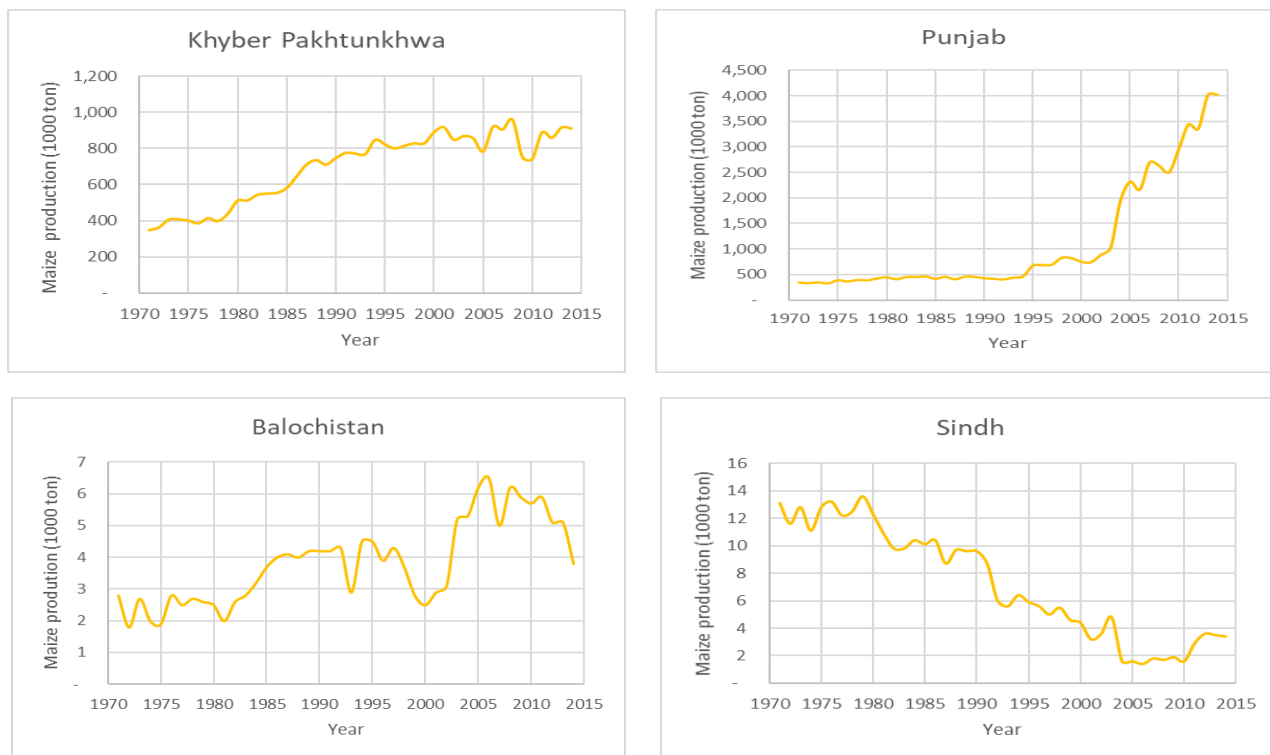 Khyber Pakhtunkhwa
Maize production (1000 ton)
1,200
1,000
800
600
400
200
-
1970 1975 1980 1985 1990 1995 2000 2005 2010 2015
Year
Punjab
Maize production (1000 ton)
4,500
4,000
3,500
3,000
2,500
2,000
1,500
1,000
500
-
1970 1975 1980 1985 1990 1995 2000 2005 2010 2015
Year
Balochistan
Maize prodution (1000 ton)
7
6
5
4
3
2
1
-
1970 1975 1980 1985 1990 1995 2000 2005 2010 2015
Year
Sindh
Maize production (1000 ton)
16
14
12
10
8
6
4
2
-
1970 1975 1980 1985 1990 1995 2000 2005 2010 2015
Year